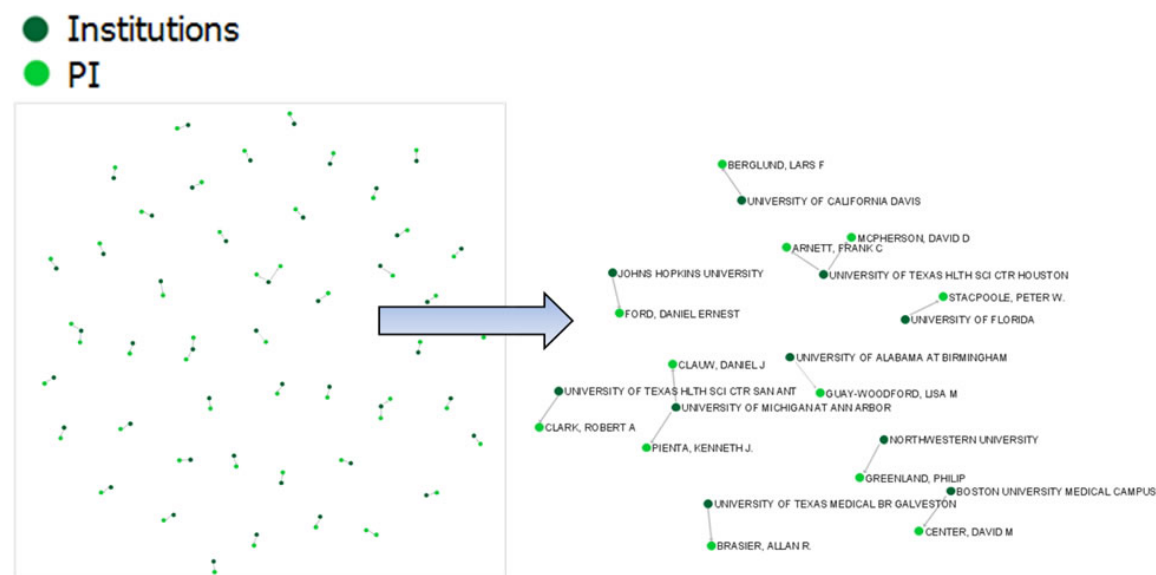 Institutions
PI
BERGLUND, LARS F
UNIVERSITY OF CALIFORNIA DAVIS
MCPHERSON, DAVID D
ARNETT, FRANK C
JOHNS HOPKINS UNIVERSITY
UNIVERSITY OF TEXAS HLTH SCI CTR HOUSTON
STACPOOLE, PETER W.
FORD, DANIEL ERNEST
UNIVERSITY OF FLORIDA
UNIVERSITY OF ALABAMA AT BIRMINGHAM
CLAUW, DANIEL J
UNIVERSITY OF TEXAS HLTH SCI CTR SAN ANT
GUAY-WOODFORD, LISA M
UNIVERSITY OF MICHIGAN AT ANN ARBOR
CLARK, ROBERT A
NORTHWESTERN UNIVERSITY
PIENTA, KENNETH J.
GREENLAND, PHILIP
BOSTON UNIVERSITY MEDICAL CAMPUS
UNIVERSITY OF TEXAS MEDICAL BR GALVESTON
CENTER, DAVID M
BRASIER, ALLAN R.